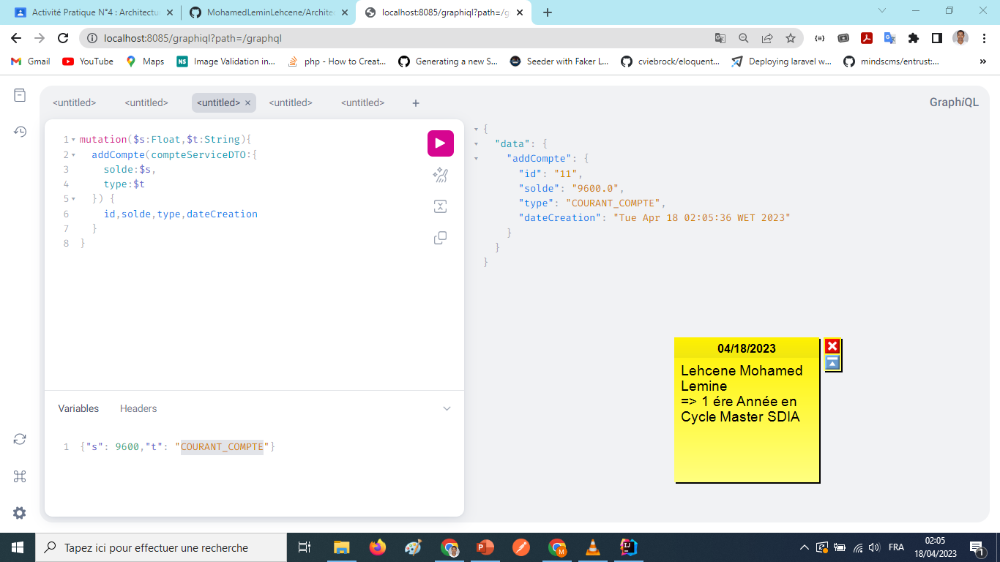 Activité Pratique N°4 : Architectu
MohamedLeminLehcene/Architec
localhost:8085/graphiql?path=/g
localhost:8085/graphiql?path=/graphql
Gmail
YouTube
Maps
Image Validation in...
php - How to Creat...
Generating a new S...
Seeder with Faker L...
cviebrock/eloquent...
Deploying laravel w...
mindscms/entrust:...
»
<untitled>
<untitled>
<untitled>
<untitled>
<untitled>
+
GraphiQL
1 mutation($s:Float,$t:String){
2 addCompte(compteServiceDTO:{
3 solde:$s,
4 type:$t
5 }) {
6 id,solde,type,dateCreation
7 }
8 }
{
"data": {
"addCompte": {
"id": "11",
"solde": "9600.0",
"type": "COURANT_COMPTE",
"dateCreation": "Tue Apr 18 02:05:36 WET 2023"
}
}
}
04/18/2023
Lehcene Mohamed
Lemine
=> 1 ére Année en
Cycle Master SDIA
Variables Headers
1 {"s": 9600,"t": "COURANT_COMPTE"}
Tapez ici pour effectuer une recherche
FRA
02:05
18/04/2023
1